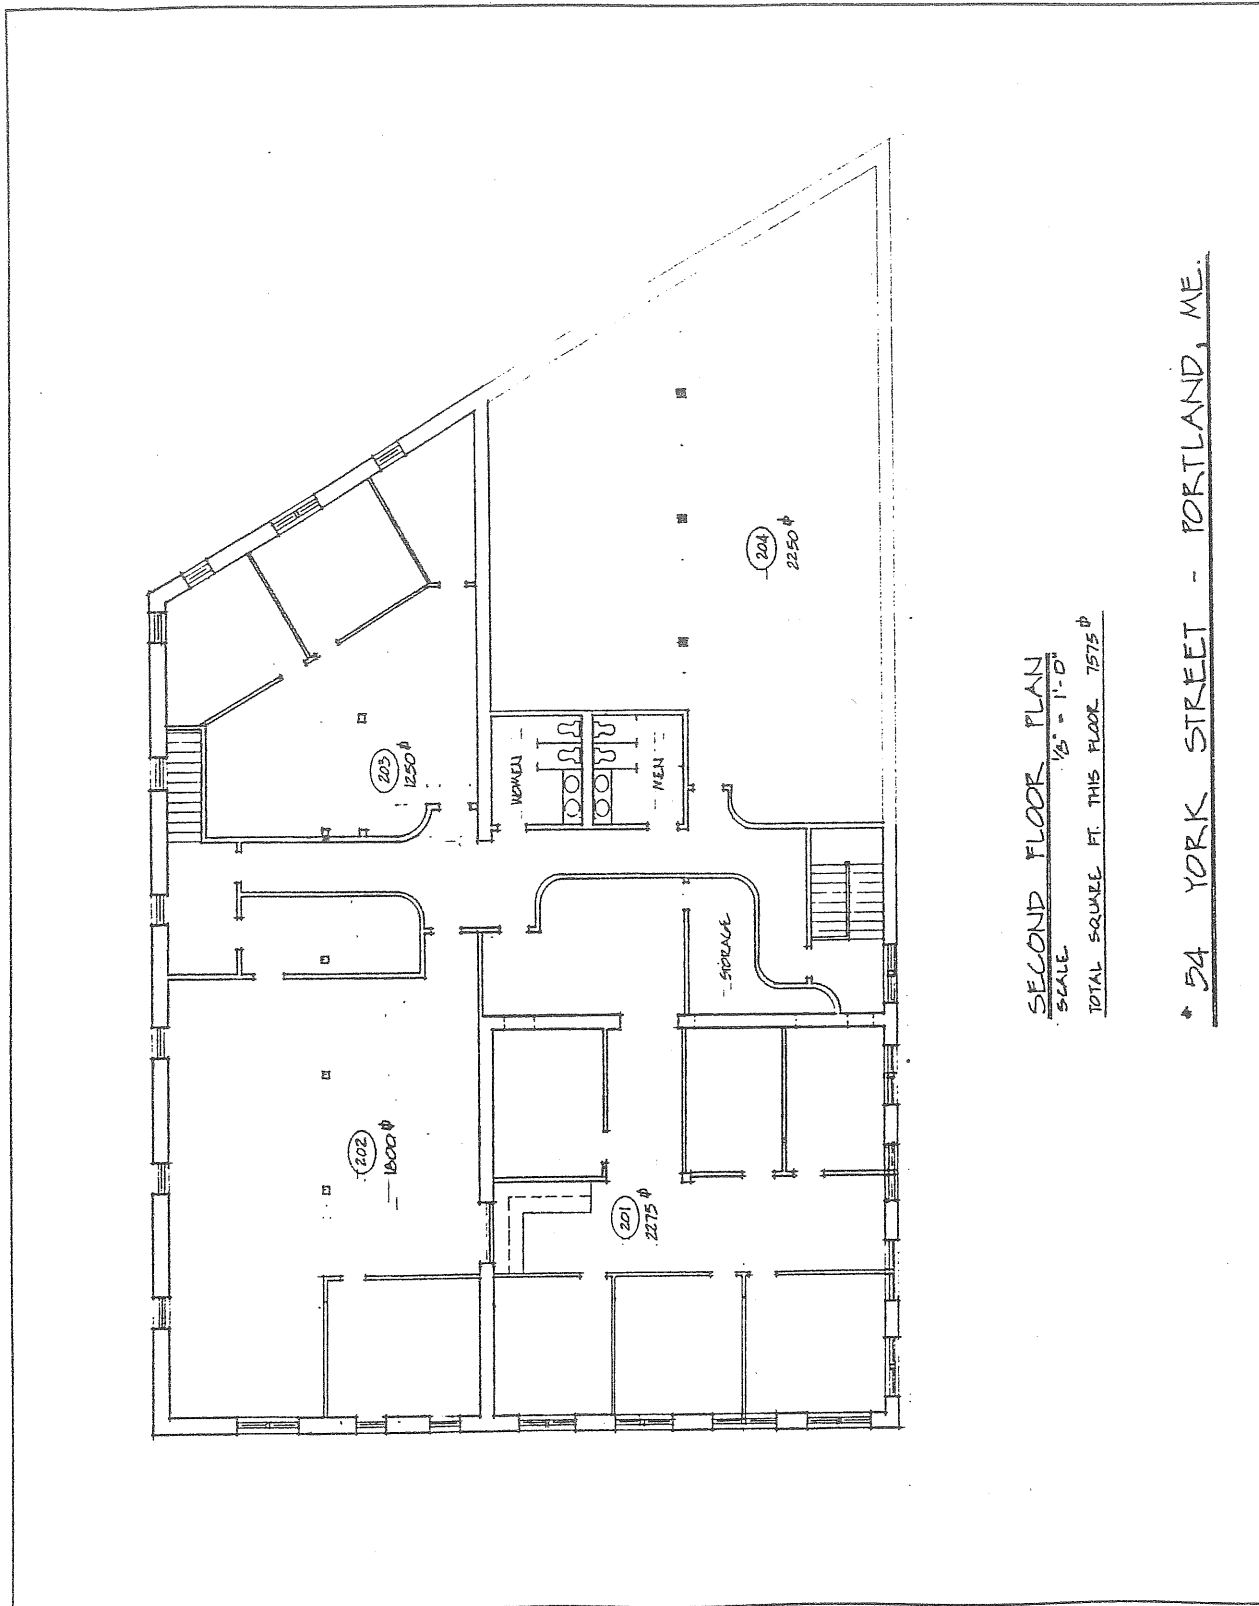 203
1250 ⌀
WOMEN
MEN
204
2250 ⌀
STORAGE
202
1800 ⌀
201
2275 ⌀
SECOND FLOOR PLAN
SCALE 1/8" = 1'-0"
TOTAL SQUARE FT. THIS FLOOR 7575 ⌀
* 54 YORK STREET - PORTLAND, ME.